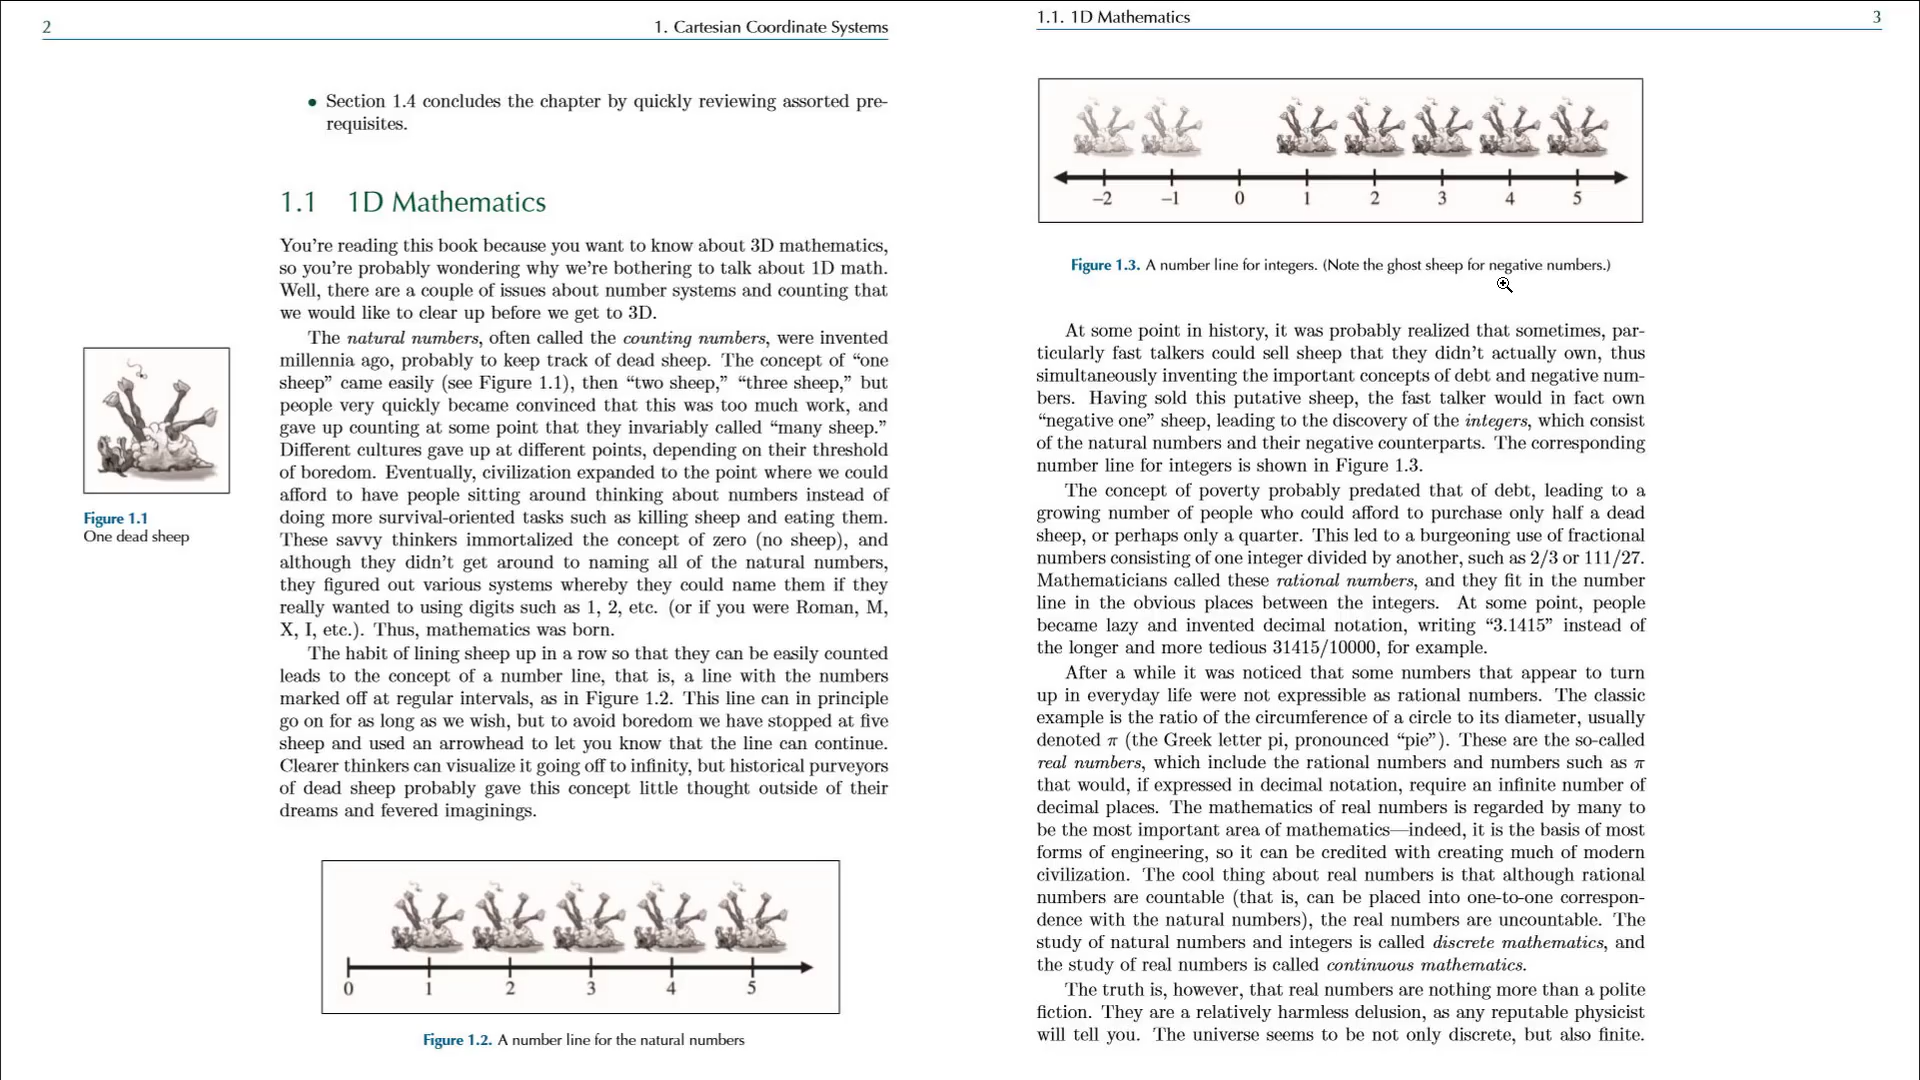 2
1. Cartesian Coordinate Systems
• Section 1.4 concludes the chapter by quickly reviewing assorted pre-
requisites.
1.1 1D Mathematics
You're reading this book because you want to know about 3D mathematics,
so you're probably wondering why we're bothering to talk about 1D math.
Well, there are a couple of issues about number systems and counting that
we would like to clear up before we get to 3D.
The natural numbers, often called the counting numbers, were invented
millennia ago, probably to keep track of dead sheep. The concept of “one
sheep” came easily (see Figure 1.1), then “two sheep,” “three sheep,” but
people very quickly became convinced that this was too much work, and
gave up counting at some point that they invariably called “many sheep.”
Different cultures gave up at different points, depending on their threshold
of boredom. Eventually, civilization expanded to the point where we could
afford to have people sitting around thinking about numbers instead of
doing more survival-oriented tasks such as killing sheep and eating them.
These savvy thinkers immortalized the concept of zero (no sheep), and
although they didn't get around to naming all of the natural numbers,
they figured out various systems whereby they could name them if they
really wanted to using digits such as 1, 2, etc. (or if you were Roman, M,
X, I, etc.). Thus, mathematics was born.
The habit of lining sheep up in a row so that they can be easily counted
leads to the concept of a number line, that is, a line with the numbers
marked off at regular intervals, as in Figure 1.2. This line can in principle
go on for as long as we wish, but to avoid boredom we have stopped at five
sheep and used an arrowhead to let you know that the line can continue.
Clearer thinkers can visualize it going off to infinity, but historical purveyors
of dead sheep probably gave this concept little thought outside of their
dreams and fevered imaginings.
Figure 1.1
One dead sheep
0 1 2 3 4 5
Figure 1.2. A number line for the natural numbers
1.1. 1D Mathematics
3
−2 −1 0 1 2 3 4 5
Figure 1.3. A number line for integers. (Note the ghost sheep for negative numbers.)
At some point in history, it was probably realized that sometimes, par-
ticularly fast talkers could sell sheep that they didn't actually own, thus
simultaneously inventing the important concepts of debt and negative num-
bers. Having sold this putative sheep, the fast talker would in fact own
“negative one” sheep, leading to the discovery of the integers, which consist
of the natural numbers and their negative counterparts. The corresponding
number line for integers is shown in Figure 1.3.
The concept of poverty probably predated that of debt, leading to a
growing number of people who could afford to purchase only half a dead
sheep, or perhaps only a quarter. This led to a burgeoning use of fractional
numbers consisting of one integer divided by another, such as 2/3 or 111/27.
Mathematicians called these rational numbers, and they fit in the number
line in the obvious places between the integers. At some point, people
became lazy and invented decimal notation, writing “3.1415” instead of
the longer and more tedious 31415/10000, for example.
After a while it was noticed that some numbers that appear to turn
up in everyday life were not expressible as rational numbers. The classic
example is the ratio of the circumference of a circle to its diameter, usually
denoted π (the Greek letter pi, pronounced “pie”). These are the so-called
real numbers, which include the rational numbers and numbers such as π
that would, if expressed in decimal notation, require an infinite number of
decimal places. The mathematics of real numbers is regarded by many to
be the most important area of mathematics—indeed, it is the basis of most
forms of engineering, so it can be credited with creating much of modern
civilization. The cool thing about real numbers is that although rational
numbers are countable (that is, can be placed into one-to-one correspon-
dence with the natural numbers), the real numbers are uncountable. The
study of natural numbers and integers is called discrete mathematics, and
the study of real numbers is called continuous mathematics.
The truth is, however, that real numbers are nothing more than a polite
fiction. They are a relatively harmless delusion, as any reputable physicist
will tell you. The universe seems to be not only discrete, but also finite.